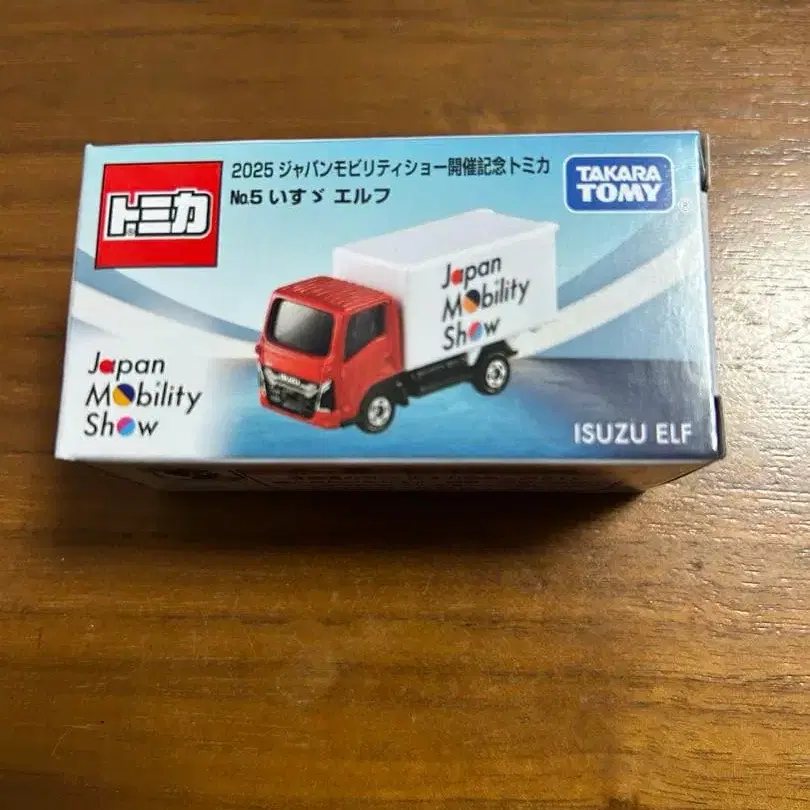 トミカ
®
2025 ジャパンモビリティショー開催記念トミカ
No.5 いすゞ エルフ
TAKARA
TOMY
®
Japan
Mobility
Show
ISUZU
Japan
Mobility
Show
ISUZU ELF